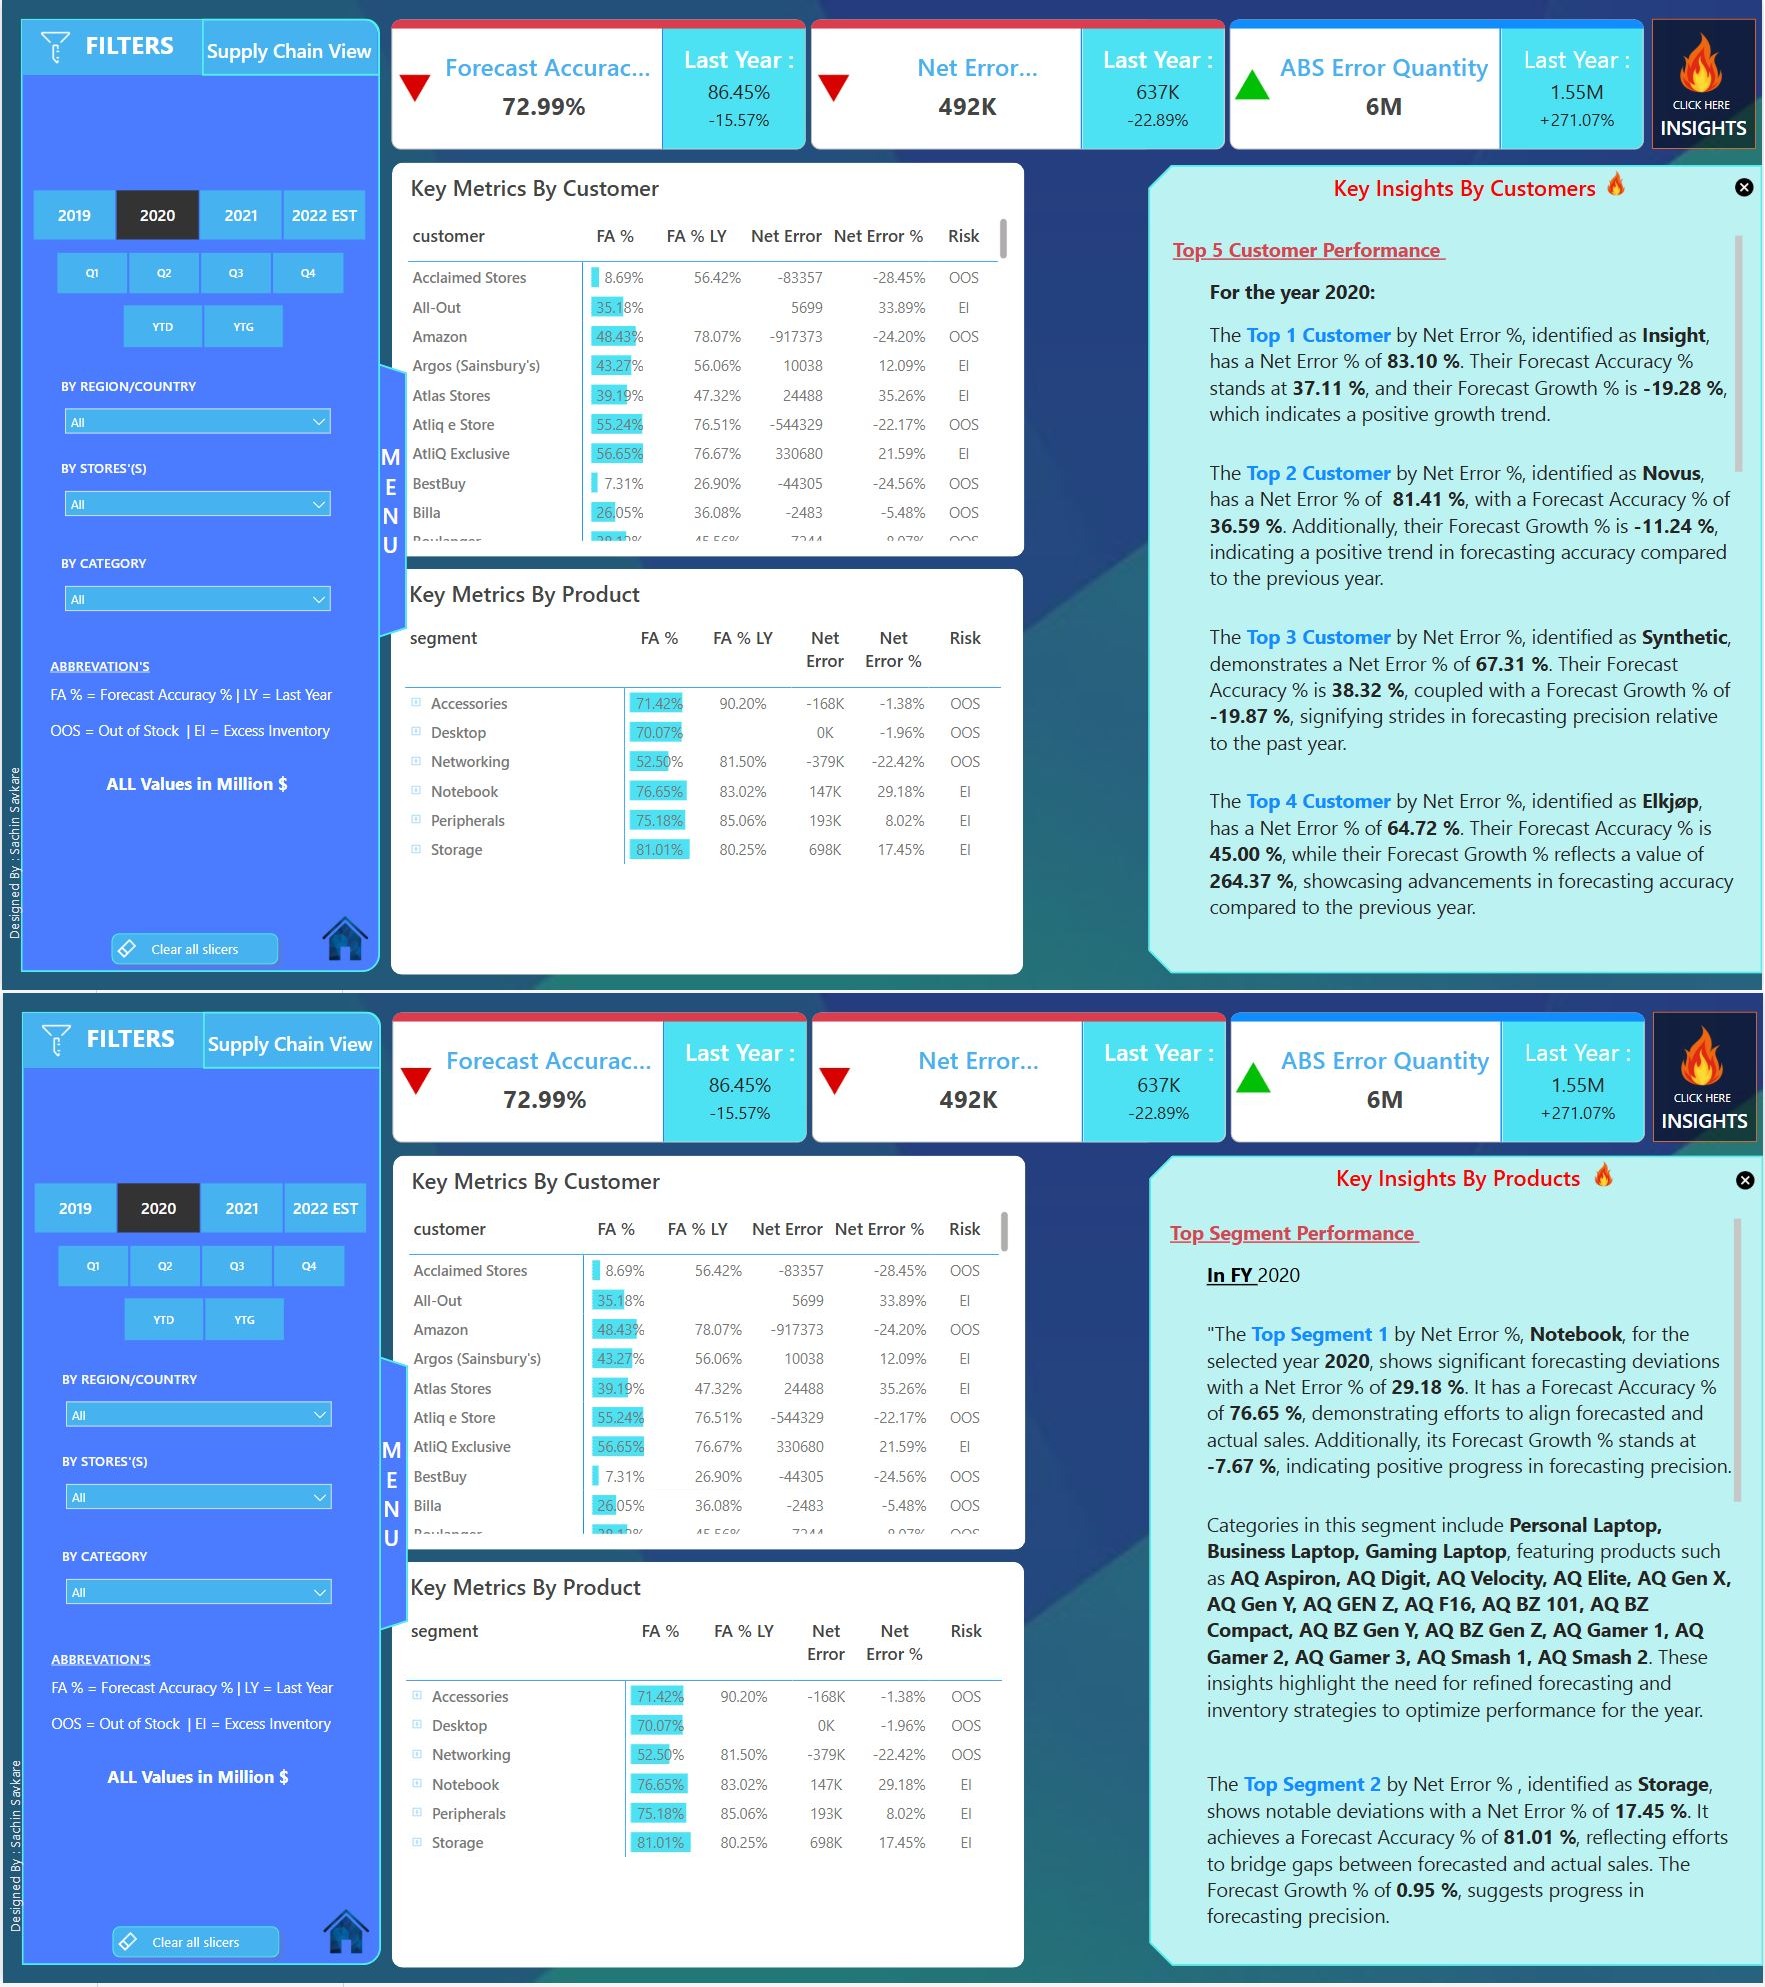 FILTERS
Supply Chain View
2019 2020 2021 2022 EST
Q1 Q2 Q3 Q4
YTD YTG
BY REGION/COUNTRY
All
BY STORES'(S)
All
BY CATEGORY
All
ABBREVATION'S
FA % = Forecast Accuracy % | LY = Last Year
OOS = Out of Stock | EI = Excess Inventory
ALL Values in Million $
Designed By : Sachin Savkare
Clear all slicers
MENU
Forecast Accurac...
72.99%
Last Year :
86.45%
-15.57%
Net Error...
492K
Last Year :
637K
-22.89%
ABS Error Quantity
6M
Last Year :
1.55M
+271.07%
CLICK HERE
INSIGHTS
Key Metrics By Customer
customer FA % FA % LY Net Error Net Error % Risk
Acclaimed Stores 8.69% 56.42% -83357 -28.45% OOS
All-Out 35.18% 5699 33.89% EI
Amazon 48.43% 78.07% -917373 -24.20% OOS
Argos (Sainsbury's) 43.27% 56.06% 10038 12.09% EI
Atlas Stores 39.19% 47.32% 24488 35.26% EI
Atliq e Store 55.24% 76.51% -544329 -22.17% OOS
AtliQ Exclusive 56.65% 76.67% 330680 21.59% EI
BestBuy 7.31% 26.90% -44305 -24.56% OOS
Billa 26.05% 36.08% -2483 -5.48% OOS
Key Metrics By Product
segment FA % FA % LY Net Error Net Error % Risk
Accessories 71.42% 90.20% -168K -1.38% OOS
Desktop 70.07% 0K -1.96% OOS
Networking 52.50% 81.50% -379K -22.42% OOS
Notebook 76.65% 83.02% 147K 29.18% EI
Peripherals 75.18% 85.06% 193K 8.02% EI
Storage 81.01% 80.25% 698K 17.45% EI
Key Insights By Customers
Top 5 Customer Performance
For the year 2020:
The Top 1 Customer by Net Error %, identified as Insight,
has a Net Error % of 83.10 %. Their Forecast Accuracy %
stands at 37.11 %, and their Forecast Growth % is -19.28 %,
which indicates a positive growth trend.
The Top 2 Customer by Net Error %, identified as Novus,
has a Net Error % of 81.41 %, with a Forecast Accuracy % of
36.59 %. Additionally, their Forecast Growth % is -11.24 %,
indicating a positive trend in forecasting accuracy compared
to the previous year.
The Top 3 Customer by Net Error %, identified as Synthetic,
demonstrates a Net Error % of 67.31 %. Their Forecast
Accuracy % is 38.32 %, coupled with a Forecast Growth % of
-19.87 %, signifying strides in forecasting precision relative
to the past year.
The Top 4 Customer by Net Error %, identified as Elkjøp,
has a Net Error % of 64.72 %. Their Forecast Accuracy % is
45.00 %, while their Forecast Growth % reflects a value of
264.37 %, showcasing advancements in forecasting accuracy
compared to the previous year.
FILTERS
Supply Chain View
2019 2020 2021 2022 EST
Q1 Q2 Q3 Q4
YTD YTG
BY REGION/COUNTRY
All
BY STORES'(S)
All
BY CATEGORY
All
ABBREVATION'S
FA % = Forecast Accuracy % | LY = Last Year
OOS = Out of Stock | EI = Excess Inventory
ALL Values in Million $
Designed By : Sachin Savkare
Clear all slicers
MENU
Forecast Accurac...
72.99%
Last Year :
86.45%
-15.57%
Net Error...
492K
Last Year :
637K
-22.89%
ABS Error Quantity
6M
Last Year :
1.55M
+271.07%
CLICK HERE
INSIGHTS
Key Metrics By Customer
customer FA % FA % LY Net Error Net Error % Risk
Acclaimed Stores 8.69% 56.42% -83357 -28.45% OOS
All-Out 35.18% 5699 33.89% EI
Amazon 48.43% 78.07% -917373 -24.20% OOS
Argos (Sainsbury's) 43.27% 56.06% 10038 12.09% EI
Atlas Stores 39.19% 47.32% 24488 35.26% EI
Atliq e Store 55.24% 76.51% -544329 -22.17% OOS
AtliQ Exclusive 56.65% 76.67% 330680 21.59% EI
BestBuy 7.31% 26.90% -44305 -24.56% OOS
Billa 26.05% 36.08% -2483 -5.48% OOS
Key Metrics By Product
segment FA % FA % LY Net Error Net Error % Risk
Accessories 71.42% 90.20% -168K -1.38% OOS
Desktop 70.07% 0K -1.96% OOS
Networking 52.50% 81.50% -379K -22.42% OOS
Notebook 76.65% 83.02% 147K 29.18% EI
Peripherals 75.18% 85.06% 193K 8.02% EI
Storage 81.01% 80.25% 698K 17.45% EI
Key Insights By Products
Top Segment Performance
In FY 2020
"The Top Segment 1 by Net Error %, Notebook, for the
selected year 2020, shows significant forecasting deviations
with a Net Error % of 29.18 %. It has a Forecast Accuracy %
of 76.65 %, demonstrating efforts to align forecasted and
actual sales. Additionally, its Forecast Growth % stands at
-7.67 %, indicating positive progress in forecasting precision.
Categories in this segment include Personal Laptop,
Business Laptop, Gaming Laptop, featuring products such
as AQ Aspiron, AQ Digit, AQ Velocity, AQ Elite, AQ Gen X,
AQ Gen Y, AQ GEN Z, AQ F16, AQ BZ 101, AQ BZ
Compact, AQ BZ Gen Y, AQ BZ Gen Z, AQ Gamer 1, AQ
Gamer 2, AQ Gamer 3, AQ Smash 1, AQ Smash 2. These
insights highlight the need for refined forecasting and
inventory strategies to optimize performance for the year.
The Top Segment 2 by Net Error % , identified as Storage,
shows notable deviations with a Net Error % of 17.45 %. It
achieves a Forecast Accuracy % of 81.01 %, reflecting efforts
to bridge gaps between forecasted and actual sales. The
Forecast Growth % of 0.95 %, suggests progress in
forecasting precision.